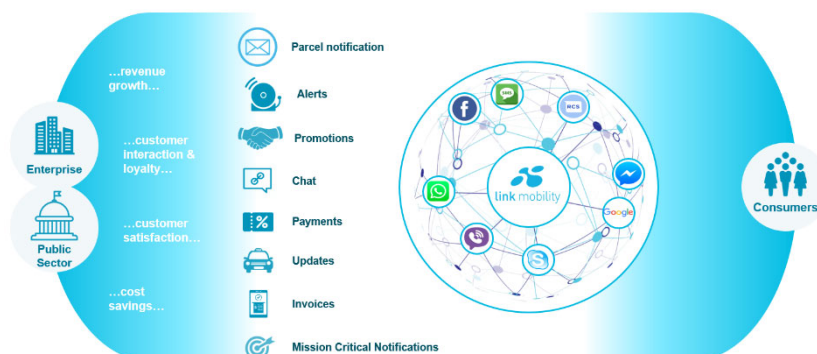 …revenue
growth…
…customer
interaction &
loyalty…
…customer
satisfaction…
…cost
savings…
Enterprise
Public
Sector
Parcel notification
Alerts
Promotions
Chat
Payments
Updates
Invoices
Mission Critical Notifications
SMS
RCS
link mobility
Google
Consumers